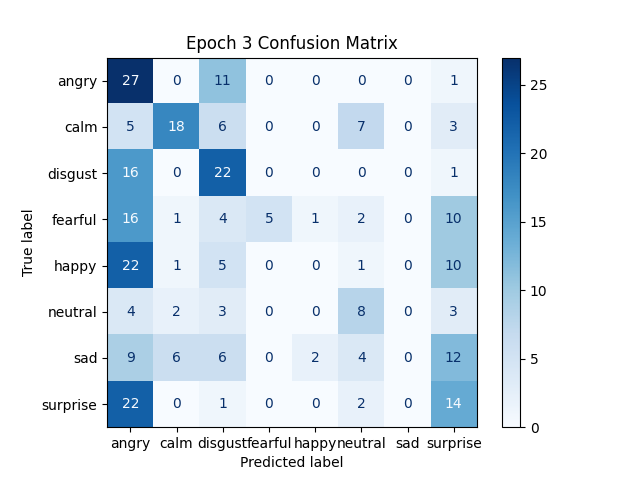 Epoch 3 Confusion Matrix
True label
angry 27 0 11 0 0 0 0 1
calm 5 18 6 0 0 7 0 3
disgust 16 0 22 0 0 0 0 1
fearful 16 1 4 5 1 2 0 10
happy 22 1 5 0 0 1 0 10
neutral 4 2 3 0 0 8 0 3
sad 9 6 6 0 2 4 0 12
surprise 22 0 1 0 0 2 0 14
angry calm disgust fearful happy neutral sad surprise
Predicted label
25
20
15
10
5
0